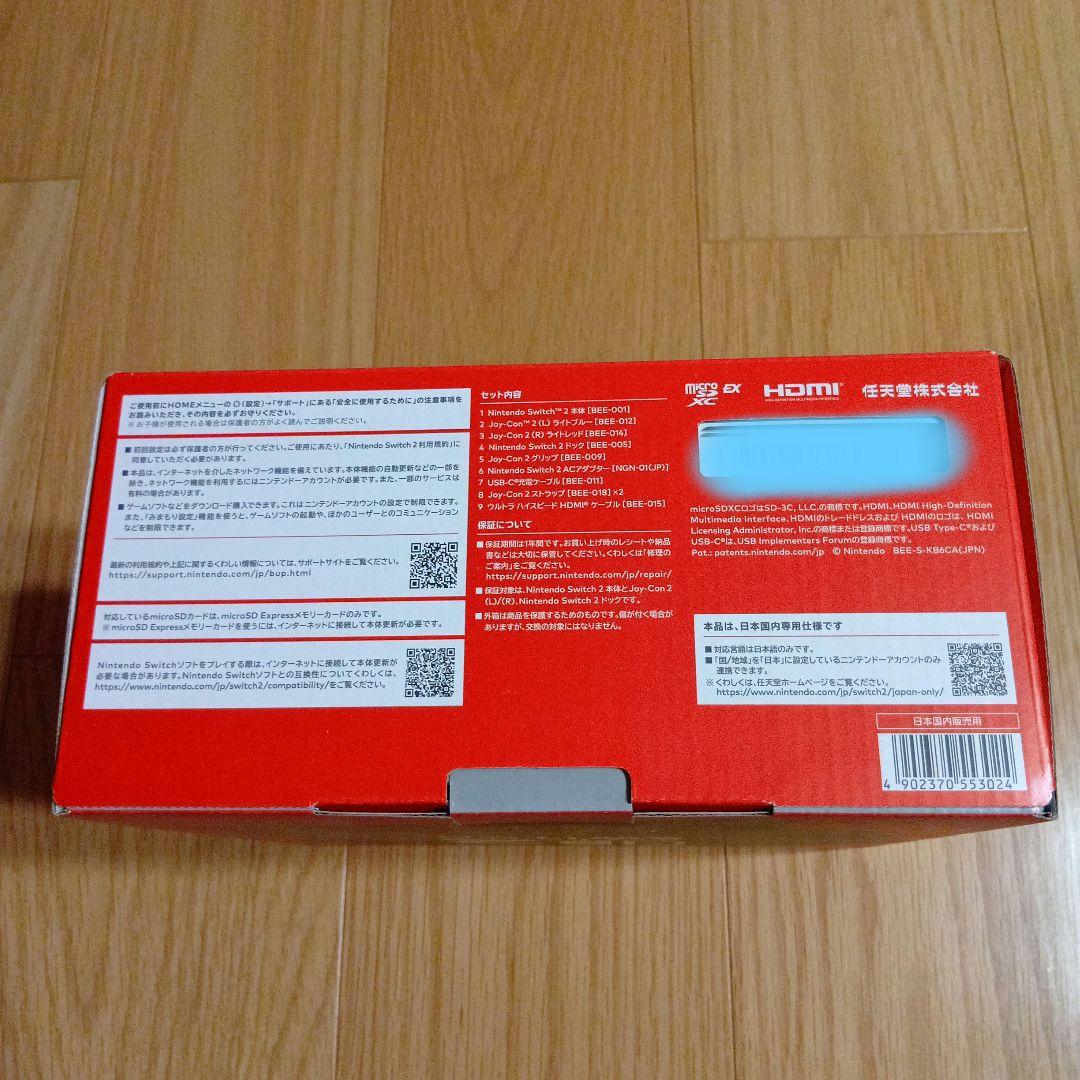 ご使用前にHOMEメニューの(設定)→「サポート」にある「安全に使用するために」の注意事項を
お読みいただき、その内容を必ずお守りください。
※お子様が使用される場合は保護者の方がよく読んでご説明ください。
■初回設定は必ず保護者の方が行ってください。ご使用にあたり、「Nintendo Switch 2利用規約」に
同意していただく必要があります。
■本品は、インターネットを介したネットワーク機能を備えています。本体機能の自動更新などの一部を
除き、ネットワーク機能を利用するにはニンテンドーアカウントが必要です。また、一部のサービスは
有料の場合があります。
■ゲームソフトなどをダウンロード購入できます。これはニンテンドーアカウントの設定で制限できます。
また、「みまもり設定」機能を使うと、ゲームソフトの起動や、ほかのユーザーとのコミュニケーション
などを制限できます。
最新の利用規約や上記に関するくわしい情報については、サポートサイトをご覧ください。
https://support.nintendo.com/jp/bup.html
対応しているmicroSDカードは、microSD Expressメモリーカードのみです。
※microSD Expressメモリーカードを使うには、インターネットに接続して本体更新が必要です。
Nintendo Switchソフトをプレイする際は、インターネットに接続して本体更新が
必要な場合があります。Nintendo Switchソフトとの互換性についてくわしくは、
https://www.nintendo.com/jp/switch2/compatibility/をご覧ください。
セット内容
1 Nintendo Switch™ 2 本体 [BEE-001]
2 Joy-Con™ 2 (L) ライトブルー [BEE-012]
3 Joy-Con 2 (R) ライトレッド [BEE-014]
4 Nintendo Switch 2 ドック [BEE-005]
5 Joy-Con 2 グリップ [BEE-009]
6 Nintendo Switch 2 ACアダプター [NGN-01(JP)]
7 USB-C®充電ケーブル [BEE-011]
8 Joy-Con 2 ストラップ [BEE-018]×2
9 ウルトラ ハイスピード HDMI® ケーブル [BEE-015]
保証について
■保証期間は1年間です。お買い上げ時のレシートや納品
書などは大切に保管してください。くわしくは「修理の
ご案内」をご覧ください。
https://support.nintendo.com/jp/repair/
■保証対象は、Nintendo Switch 2 本体とJoy-Con 2
(L)/(R)、Nintendo Switch 2 ドックです。
■外箱は商品を保護するためのものです。傷が付く場合が
ありますが、交換の対象にはなりません。
micro SD XC EX HDMI 任天堂株式会社
HIGH-DEFINITION MULTIMEDIA INTERFACE
microSDXCロゴはSD-3C, LLC.の商標です。HDMI、HDMI High-Definition
Multimedia Interface、HDMIのトレードドレスおよび HDMIのロゴは、HDMI
Licensing Administrator, Inc.の商標または登録商標です。USB Type-C®および
USB-C®は、USB Implementers Forumの登録商標です。
Pat.: patents.nintendo.com/jp © Nintendo BEE-S-KB6CA(JPN)
本品は、日本国内専用仕様です
■対応言語は日本語のみです。
■「国/地域」を「日本」に設定しているニンテンドーアカウントのみ
連携できます。
※くわしくは、任天堂ホームページをご覧ください。
https://www.nintendo.com/jp/switch2/japan-only/
日本国内販売用
4 902370 553024